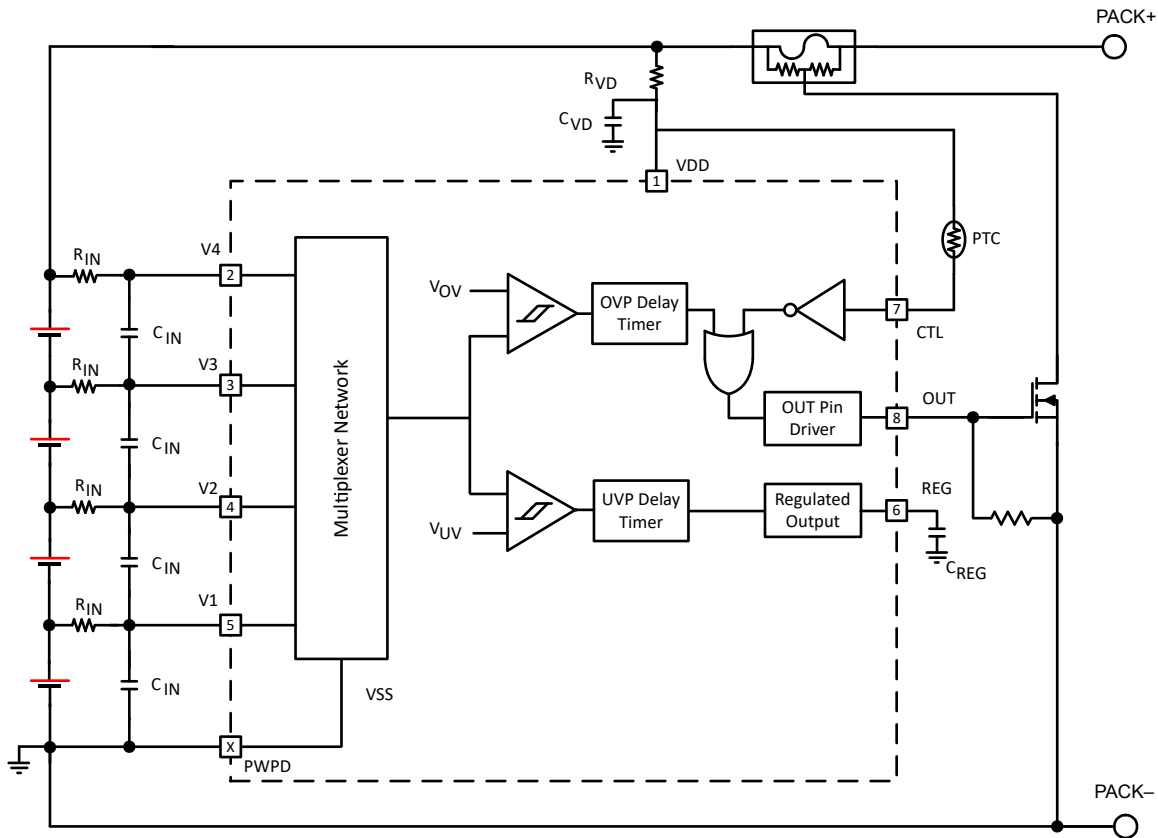 PACK+
RVD
CVD
VDD
1
PTC
RIN
V4
2
VOV
OVP Delay
Timer
7
CTL
CIN
RIN
V3
3
Multiplexer Network
OUT Pin
Driver
OUT
8
CIN
RIN
V2
4
VUV
UVP Delay
Timer
Regulated
Output
REG
6
CREG
CIN
RIN
V1
5
CIN
VSS
X
PWPD
PACK–